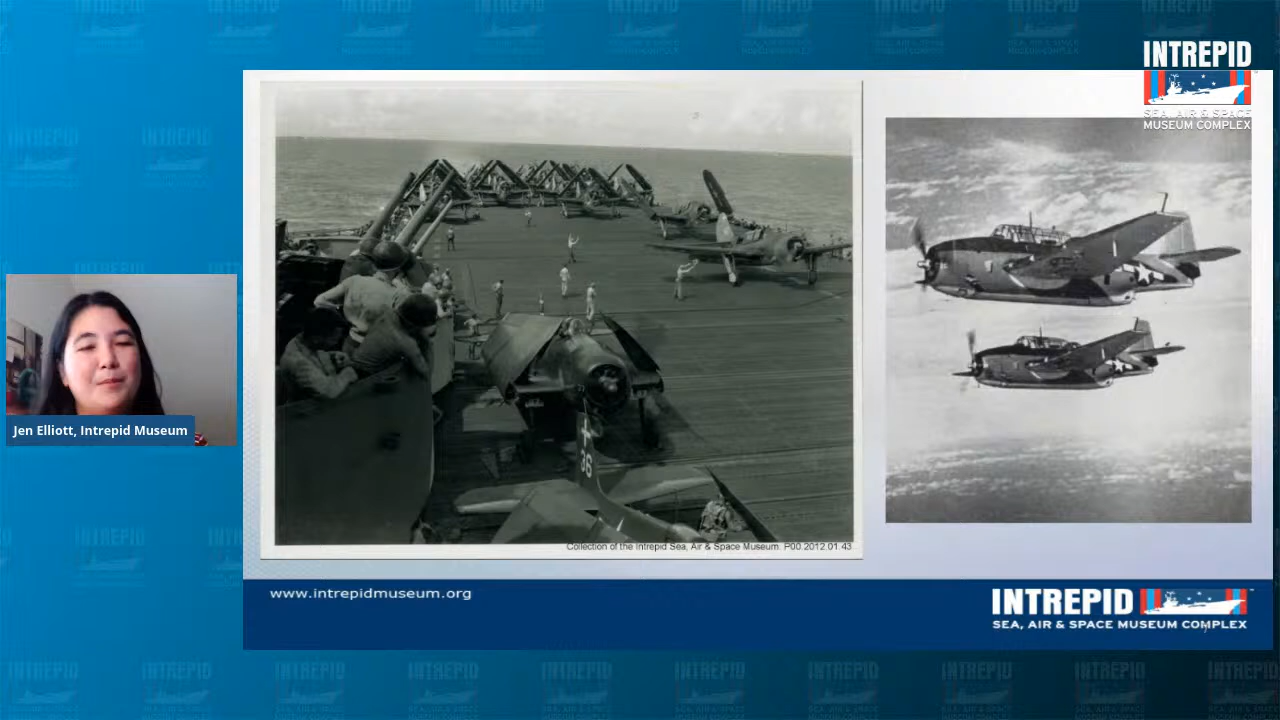 INTREPID
SEA, AIR & SPACE
MUSEUM COMPLEX
Jen Elliott, Intrepid Museum
36
Collection of the Intrepid Sea, Air & Space Museum. P00.2012.01.43
www.intrepidmuseum.org
INTREPID
SEA, AIR & SPACE MUSEUM COMPLEX